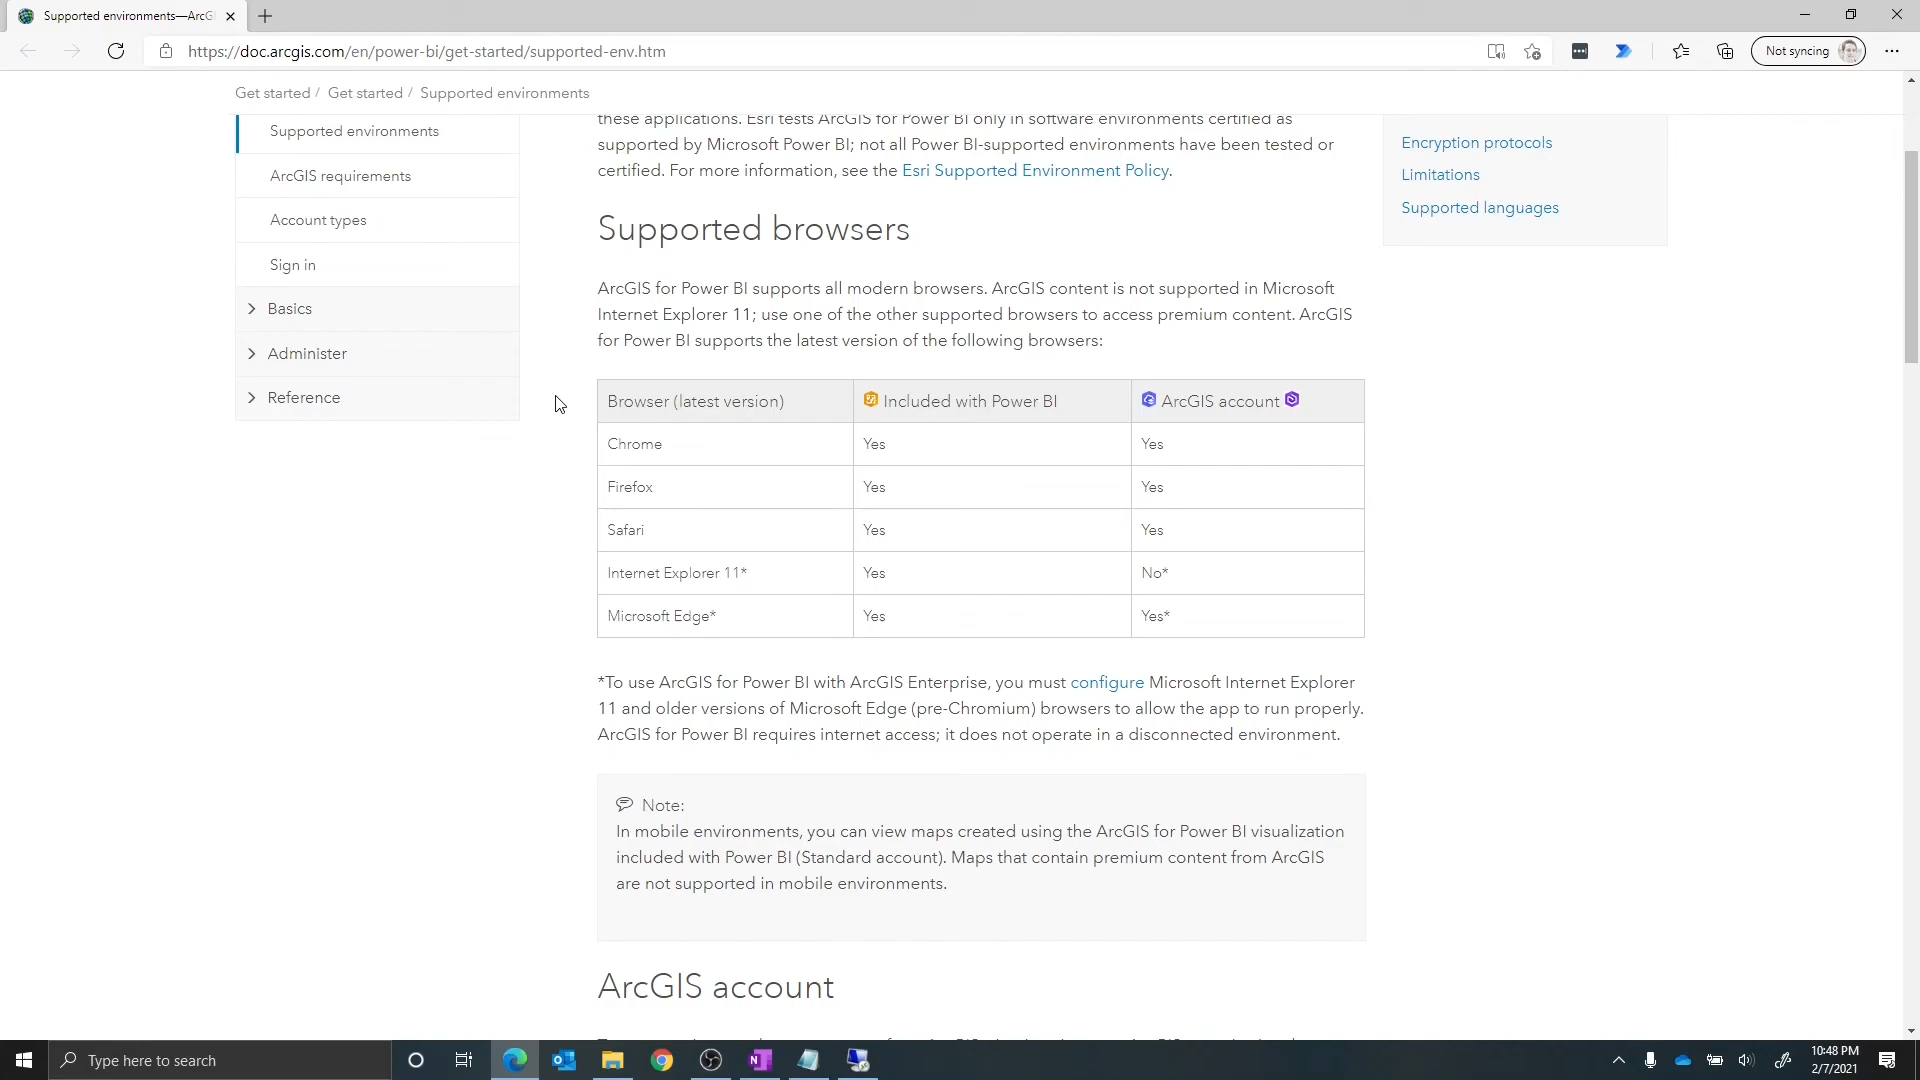 Supported environments—ArcG
https://doc.arcgis.com/en/power-bi/get-started/supported-env.htm
Not syncing
Get started / Get started / Supported environments
Supported environments
ArcGIS requirements
Account types
Sign in
Basics
Administer
Reference
these applications. Esri tests ArcGIS for Power BI only in software environments certified as
supported by Microsoft Power BI; not all Power BI-supported environments have been tested or
certified. For more information, see the Esri Supported Environment Policy.
Supported browsers
ArcGIS for Power BI supports all modern browsers. ArcGIS content is not supported in Microsoft
Internet Explorer 11; use one of the other supported browsers to access premium content. ArcGIS
for Power BI supports the latest version of the following browsers:
Browser (latest version) Included with Power BI ArcGIS account
Chrome Yes Yes
Firefox Yes Yes
Safari Yes Yes
Internet Explorer 11* Yes No*
Microsoft Edge* Yes Yes*
*To use ArcGIS for Power BI with ArcGIS Enterprise, you must configure Microsoft Internet Explorer
11 and older versions of Microsoft Edge (pre-Chromium) browsers to allow the app to run properly.
ArcGIS for Power BI requires internet access; it does not operate in a disconnected environment.
Note:
In mobile environments, you can view maps created using the ArcGIS for Power BI visualization
included with Power BI (Standard account). Maps that contain premium content from ArcGIS
are not supported in mobile environments.
ArcGIS account
Encryption protocols
Limitations
Supported languages
Type here to search
10:48 PM
2/7/2021